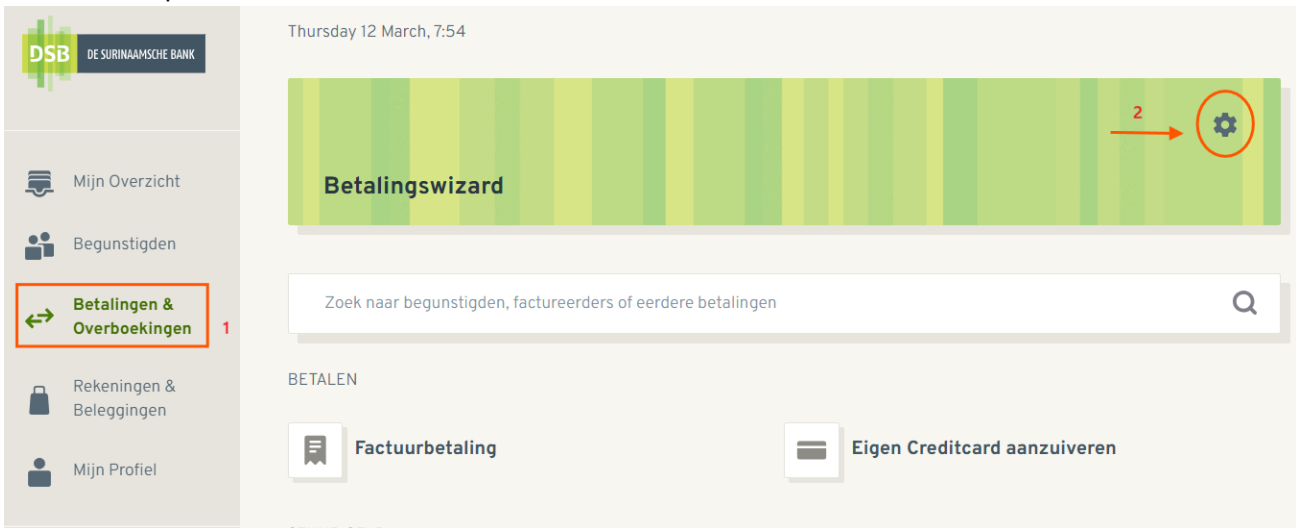 Thursday 12 March, 7:54
DSB DE SURINAAMSCHE BANK
2
Betalingswizard
Mijn Overzicht
Begunstigden
Betalingen &
Overboekingen
1
Zoek naar begunstigden, factureerders of eerdere betalingen
Rekeningen &
Beleggingen
Mijn Profiel
BETALEN
Factuurbetaling
Eigen Creditcard aanzuiveren